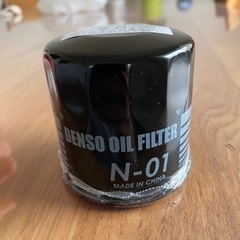 DENSO OIL FILTER
N-01
MADE IN CHINA